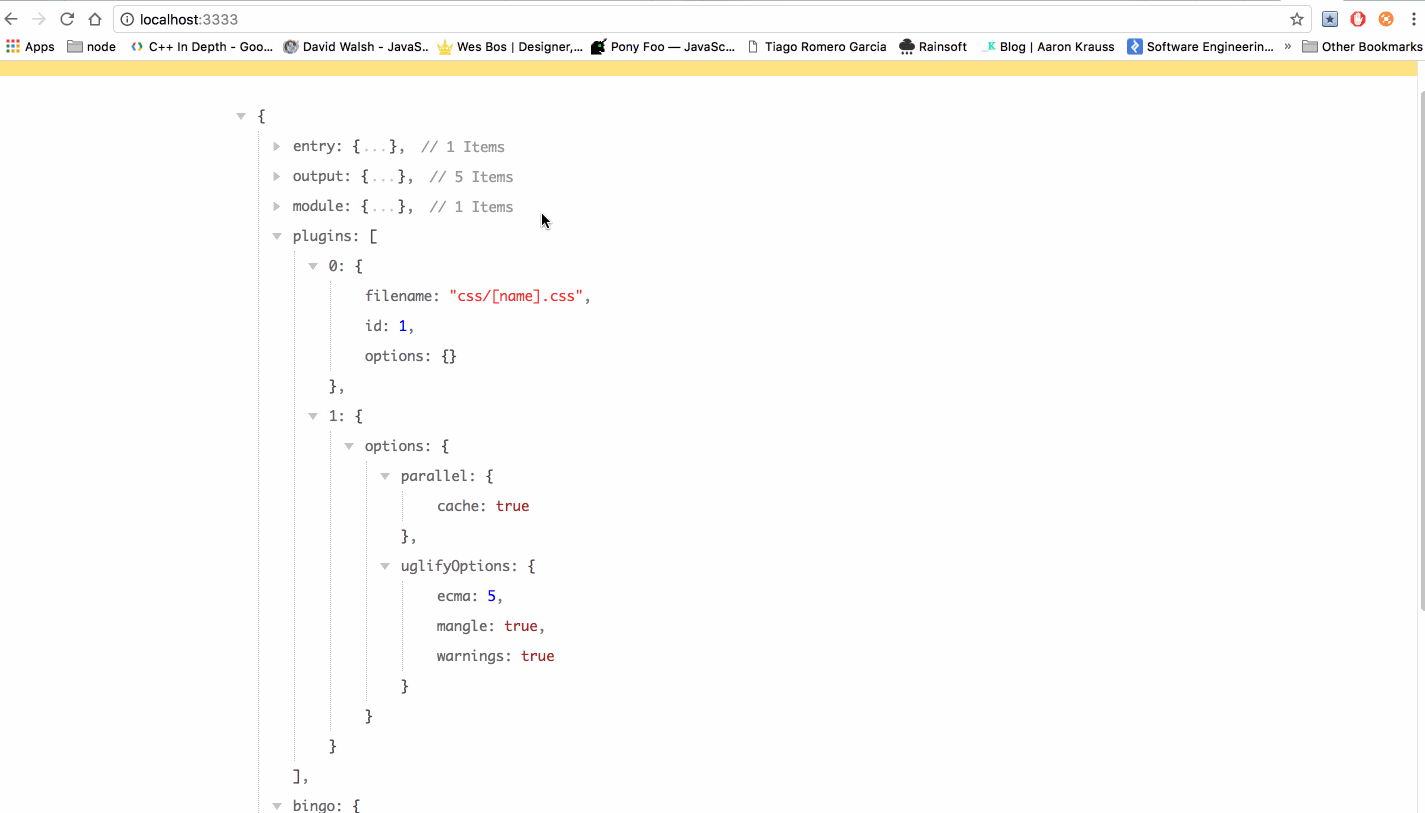 localhost:3333
Apps node C++ In Depth - Goo... David Walsh - JavaS... Wes Bos | Designer,... Pony Foo — JavaSc... Tiago Romero Garcia Rainsoft Blog | Aaron Krauss Software Engineerin... » Other Bookmarks
{
entry: {...}, // 1 Items
output: {...}, // 5 Items
module: {...}, // 1 Items
plugins: [
0: {
filename: "css/[name].css",
id: 1,
options: {}
},
1: {
options: {
parallel: {
cache: true
},
uglifyOptions: {
ecma: 5,
mangle: true,
warnings: true
}
}
}
],
bingo: {